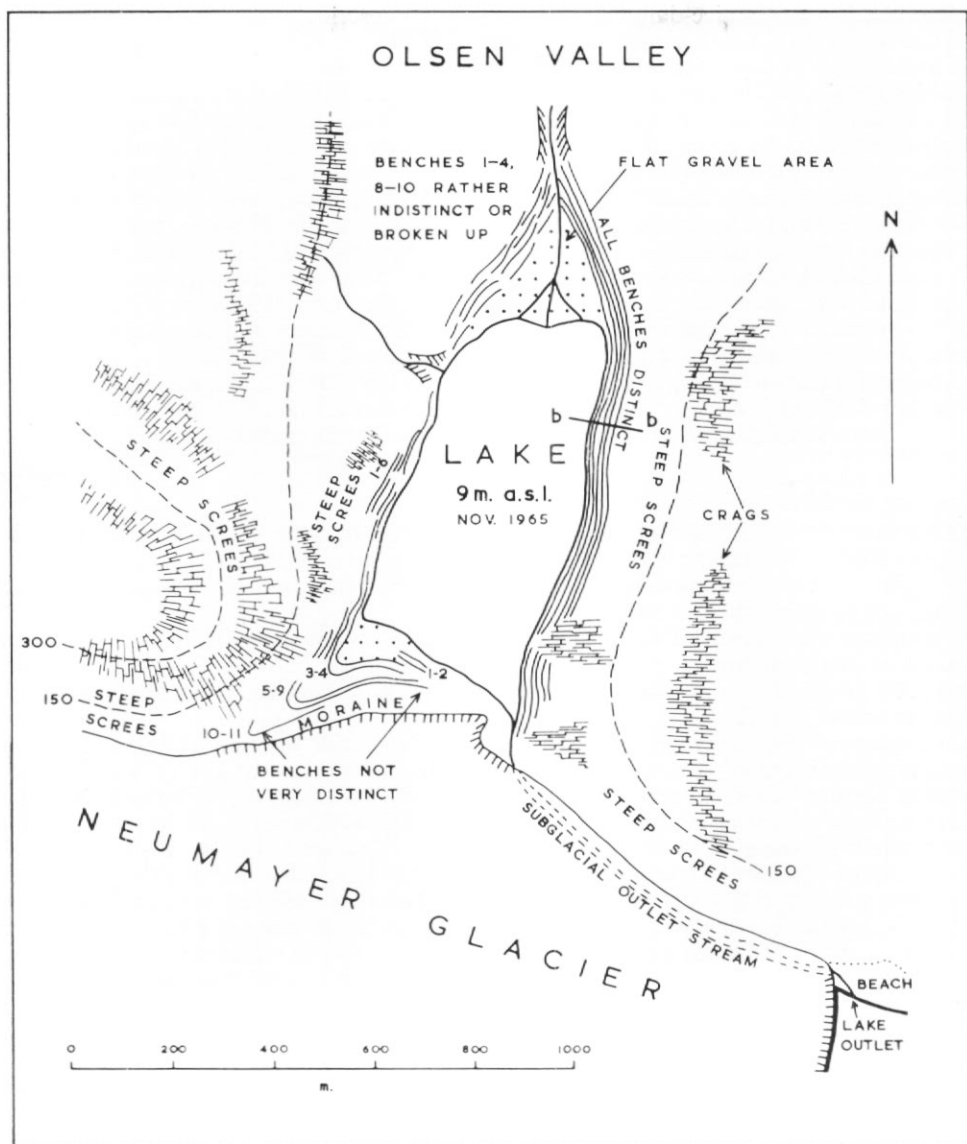 OLSEN VALLEY
BENCHES 1–4,
8–10 RATHER
INDISTINCT OR
BROKEN UP
FLAT GRAVEL AREA
N
ALL BENCHES DISTINCT
b b
LAKE
9 m. a.s.l.
NOV. 1965
STEEP SCREES
STEEP
SCREES
1-6
STEEP SCREES
CRAGS
300
150
STEEP
SCREES
3-4
1-2
5-9
10-11
MORAINE
BENCHES NOT
VERY DISTINCT
STEEP SCREES
150
SUBGLACIAL OUTLET STREAM
NEUMAYER GLACIER
BEACH
LAKE
OUTLET
0 200 400 600 800 1000
m.